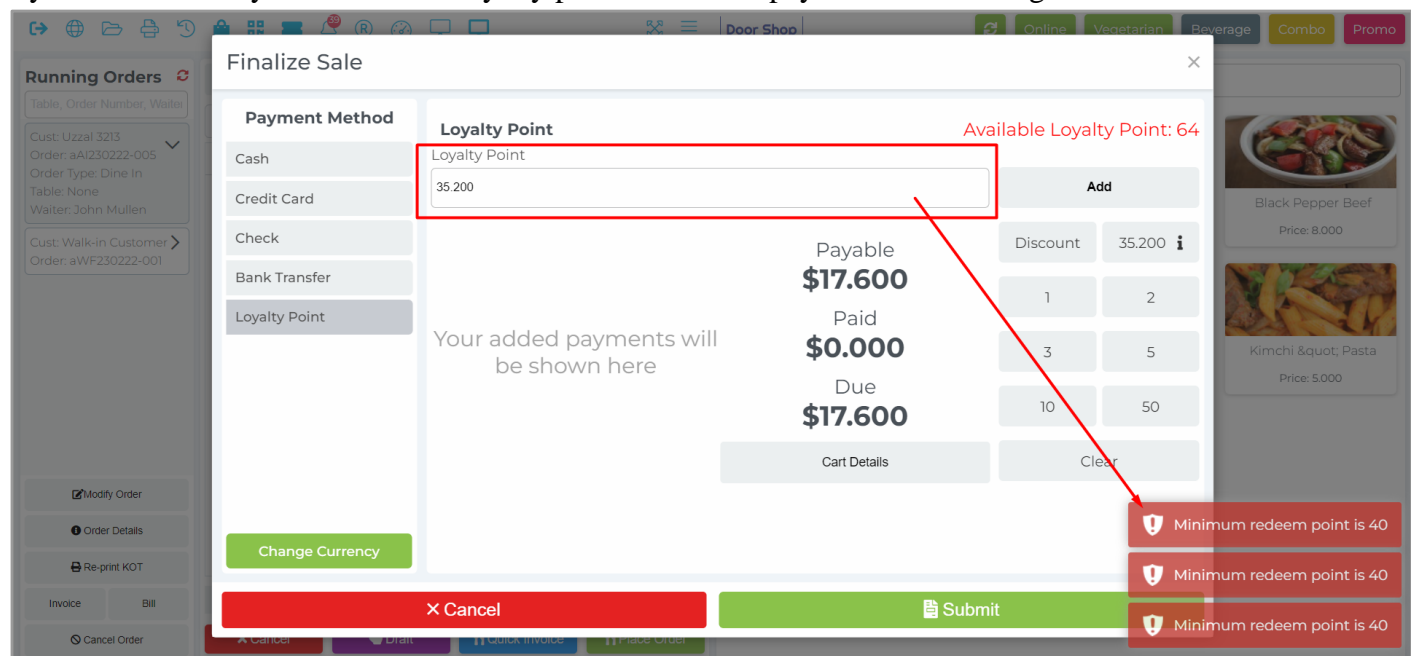 39
Door Shop
Online
Vegetarian
Beverage
Combo
Promo
Running Orders
Table, Order Number, Waiter
Cust: Uzzal 3213
Order: aAI230222-005
Order Type: Dine In
Table: None
Waiter: John Mullen
Cust: Walk-in Customer
Order: aWF230222-001
Modify Order
Order Details
Re-print KOT
Invoice
Bill
Cancel Order
Finalize Sale
×
Payment Method
Cash
Credit Card
Check
Bank Transfer
Loyalty Point
Change Currency
Loyalty Point
Available Loyalty Point: 64
Loyalty Point
35.200
Add
Your added payments will
be shown here
Payable
$17.600
Paid
$0.000
Due
$17.600
Cart Details
Discount
35.200
1
2
3
5
10
50
Clear
Cancel
Submit
Cancel
Draft
Quick Invoice
Place Order
Black Pepper Beef
Price: 8.000
Kimchi &quot; Pasta
Price: 5.000
Minimum redeem point is 40
Minimum redeem point is 40
Minimum redeem point is 40